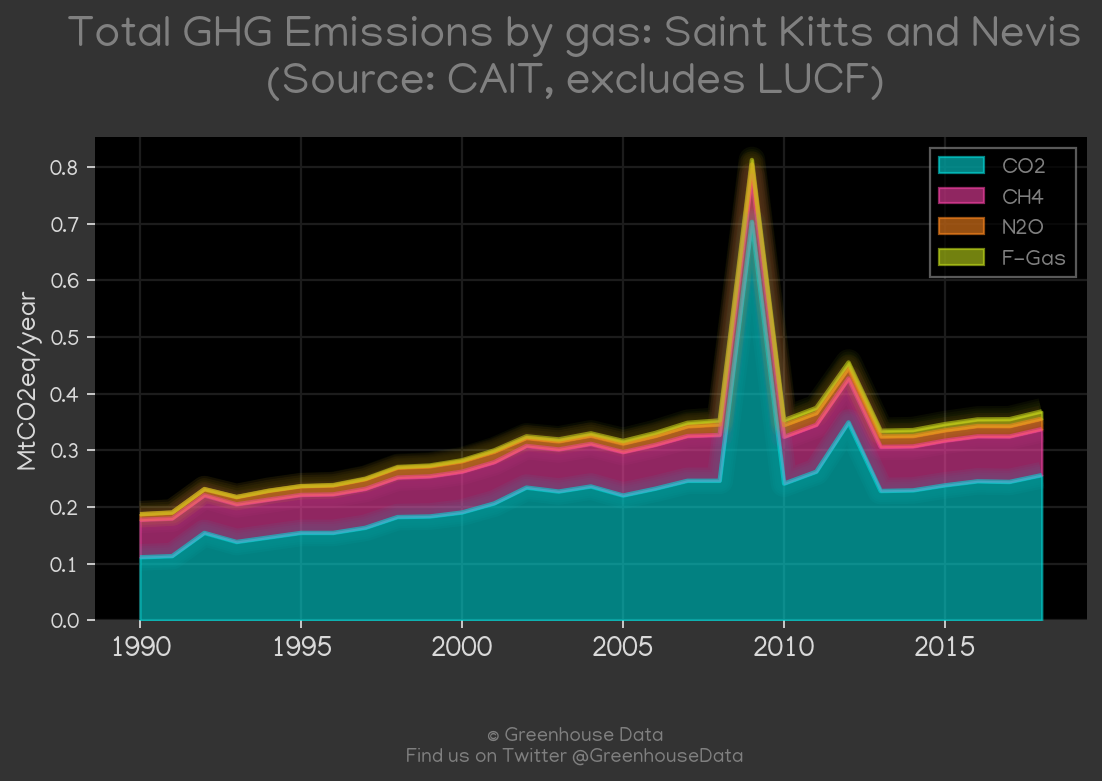 Total GHG Emissions by gas: Saint Kitts and Nevis
(Source: CAIT, excludes LUCF)
MtCO2eq/year
0.8
0.7
0.6
0.5
0.4
0.3
0.2
0.1
0.0
CO2
CH4
N2O
F-Gas
1990 1995 2000 2005 2010 2015
© Greenhouse Data
Find us on Twitter @GreenhouseData